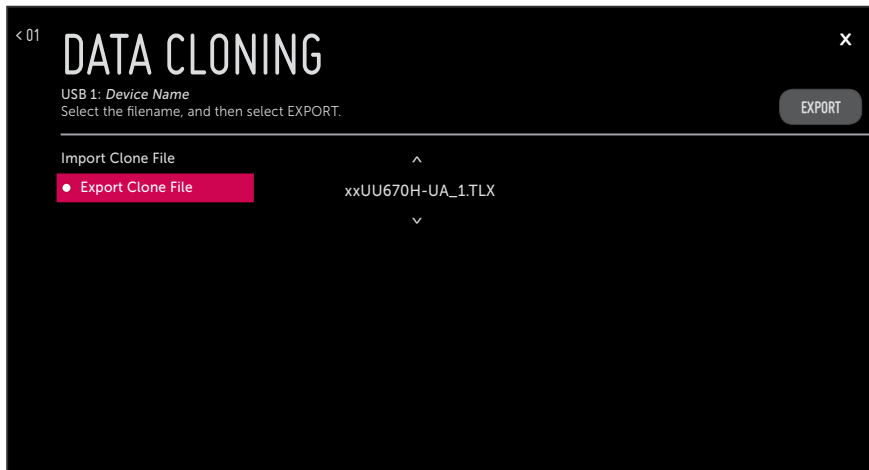 < 01
DATA CLONING
X
USB 1: Device Name
Select the filename, and then select EXPORT.
EXPORT
Import Clone File
Export Clone File
xxUU670H-UA_1.TLX